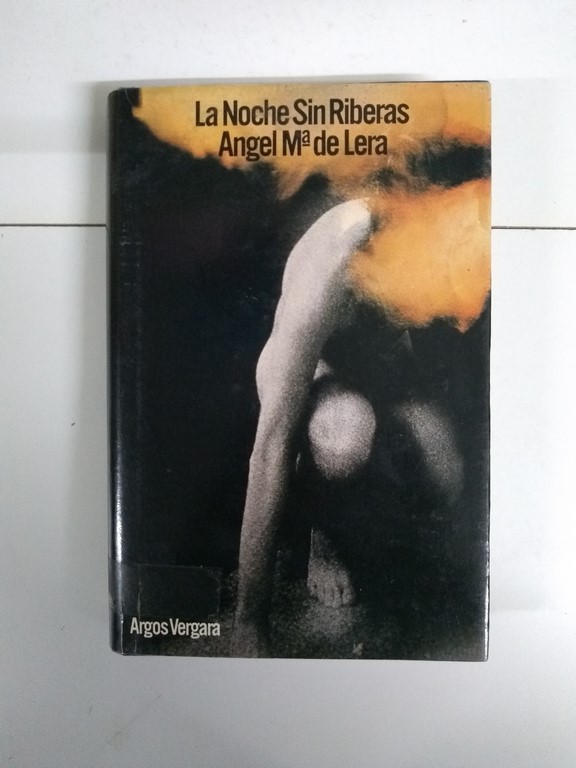 La Noche Sin Riberas
Angel Mª de Lera
Argos Vergara